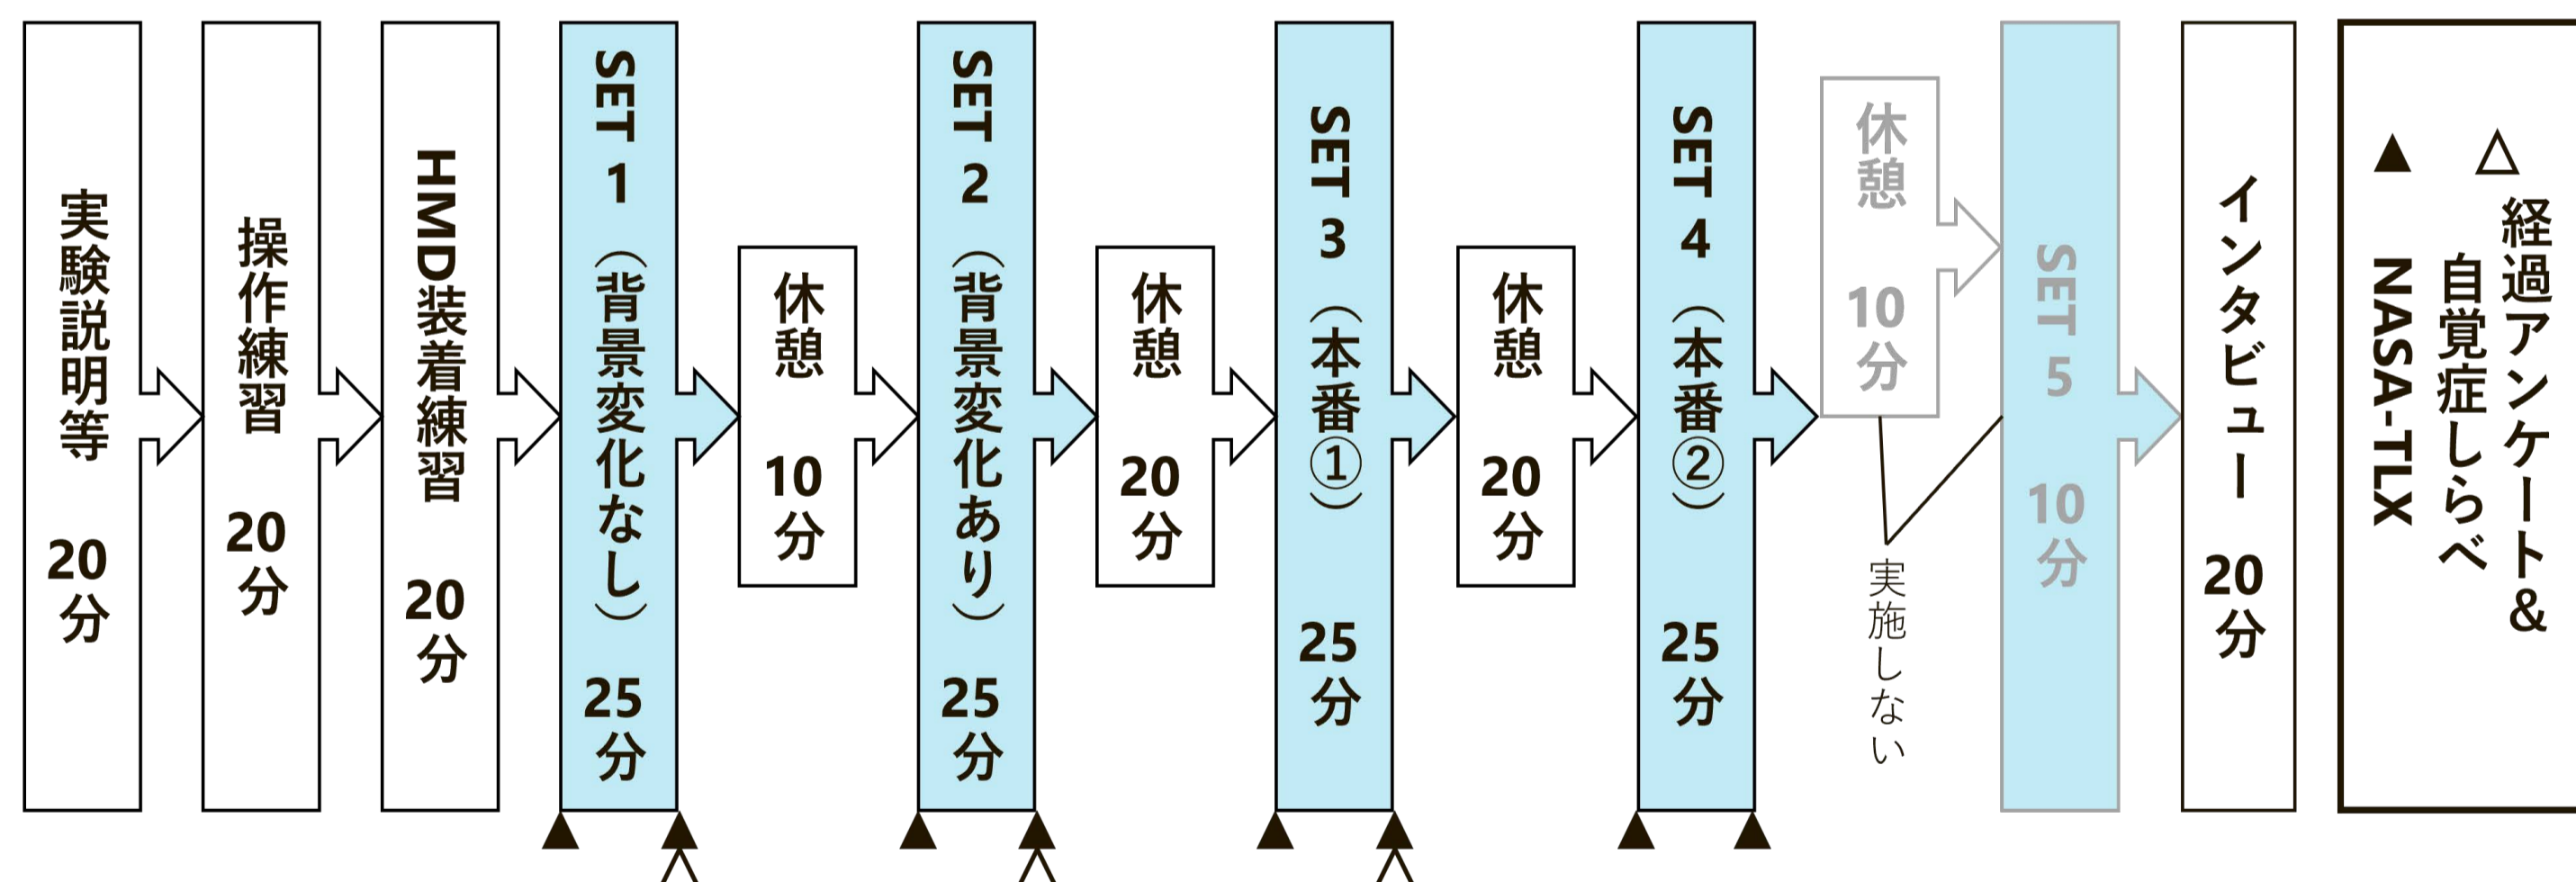 実験説明等 20分
操作練習 20分
HMD装着練習 20分
SET 1 (背景変化なし) 25分
休憩 10分
SET 2 (背景変化あり) 25分
休憩 20分
SET 3 (本番①) 25分
休憩 20分
SET 4 (本番②) 25分
休憩 10分
実施しない
SET 5 10分
インタビュー 20分
△ 経過アンケート&
自覚症しらべ
▲ NASA-TLX